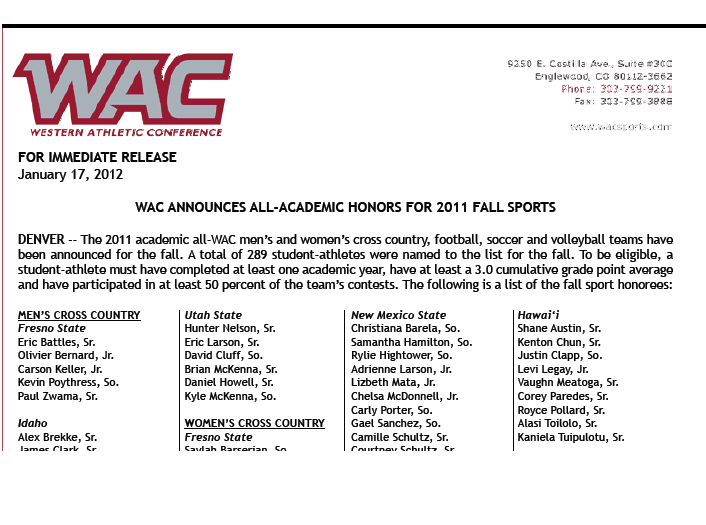 WAC
WESTERN ATHLETIC CONFERENCE
9250 E. Costilla Ave., Suite #300
Englewood, CO 80112-3662
Phone: 303-799-9221
Fax: 303-799-3888
www.wacsports.com
FOR IMMEDIATE RELEASE
January 17, 2012
WAC ANNOUNCES ALL-ACADEMIC HONORS FOR 2011 FALL SPORTS
DENVER -- The 2011 academic all-WAC men's and women's cross country, football, soccer and volleyball teams have
been announced for the fall. A total of 289 student-athletes were named to the list for the fall. To be eligible, a
student-athlete must have completed at least one academic year, have at least a 3.0 cumulative grade point average
and have participated in at least 50 percent of the team's contests. The following is a list of the fall sport honorees:
MEN'S CROSS COUNTRY
Fresno State
Eric Battles, Sr.
Olivier Bernard, Jr.
Carson Keller, Jr.
Kevin Poythress, So.
Paul Zwama, Sr.
Idaho
Alex Brekke, Sr.
James Clark, Sr.
Utah State
Hunter Nelson, Sr.
Eric Larson, Sr.
David Cluff, So.
Brian McKenna, Sr.
Daniel Howell, Sr.
Kyle McKenna, So.
WOMEN'S CROSS COUNTRY
Fresno State
Saylah Barserian, So.
New Mexico State
Christiana Barela, So.
Samantha Hamilton, So.
Rylie Hightower, So.
Adrienne Larson, Jr.
Lizbeth Mata, Jr.
Chelsa McDonnell, Jr.
Carly Porter, So.
Gael Sanchez, So.
Camille Schultz, Sr.
Courtney Schultz, Sr.
Hawai‘i
Shane Austin, Sr.
Kenton Chun, Sr.
Justin Clapp, So.
Levi Legay, Jr.
Vaughn Meatoga, Sr.
Corey Paredes, Sr.
Royce Pollard, Sr.
Alasi Toilolo, Sr.
Kaniela Tuipulotu, Sr.